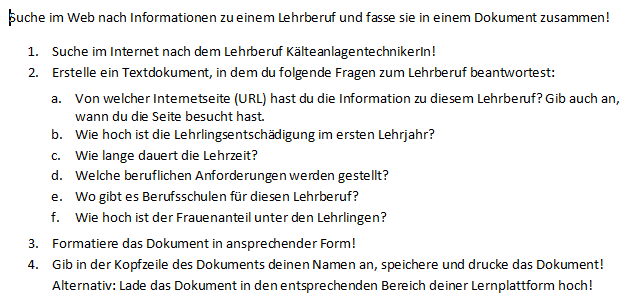 Suche im Web nach Informationen zu einem Lehrberuf und fasse sie in einem Dokument zusammen!
1. Suche im Internet nach dem Lehrberuf KälteanlagentechnikerIn!
2. Erstelle ein Textdokument, in dem du folgende Fragen zum Lehrberuf beantwortest:
a. Von welcher Internetseite (URL) hast du die Information zu diesem Lehrberuf? Gib auch an,
wann du die Seite besucht hast.
b. Wie hoch ist die Lehrlingsentschädigung im ersten Lehrjahr?
c. Wie lange dauert die Lehrzeit?
d. Welche beruflichen Anforderungen werden gestellt?
e. Wo gibt es Berufsschulen für diesen Lehrberuf?
f. Wie hoch ist der Frauenanteil unter den Lehrlingen?
3. Formatiere das Dokument in ansprechender Form!
4. Gib in der Kopfzeile des Dokuments deinen Namen an, speichere und drucke das Dokument!
Alternativ: Lade das Dokument in den entsprechenden Bereich deiner Lernplattform hoch!